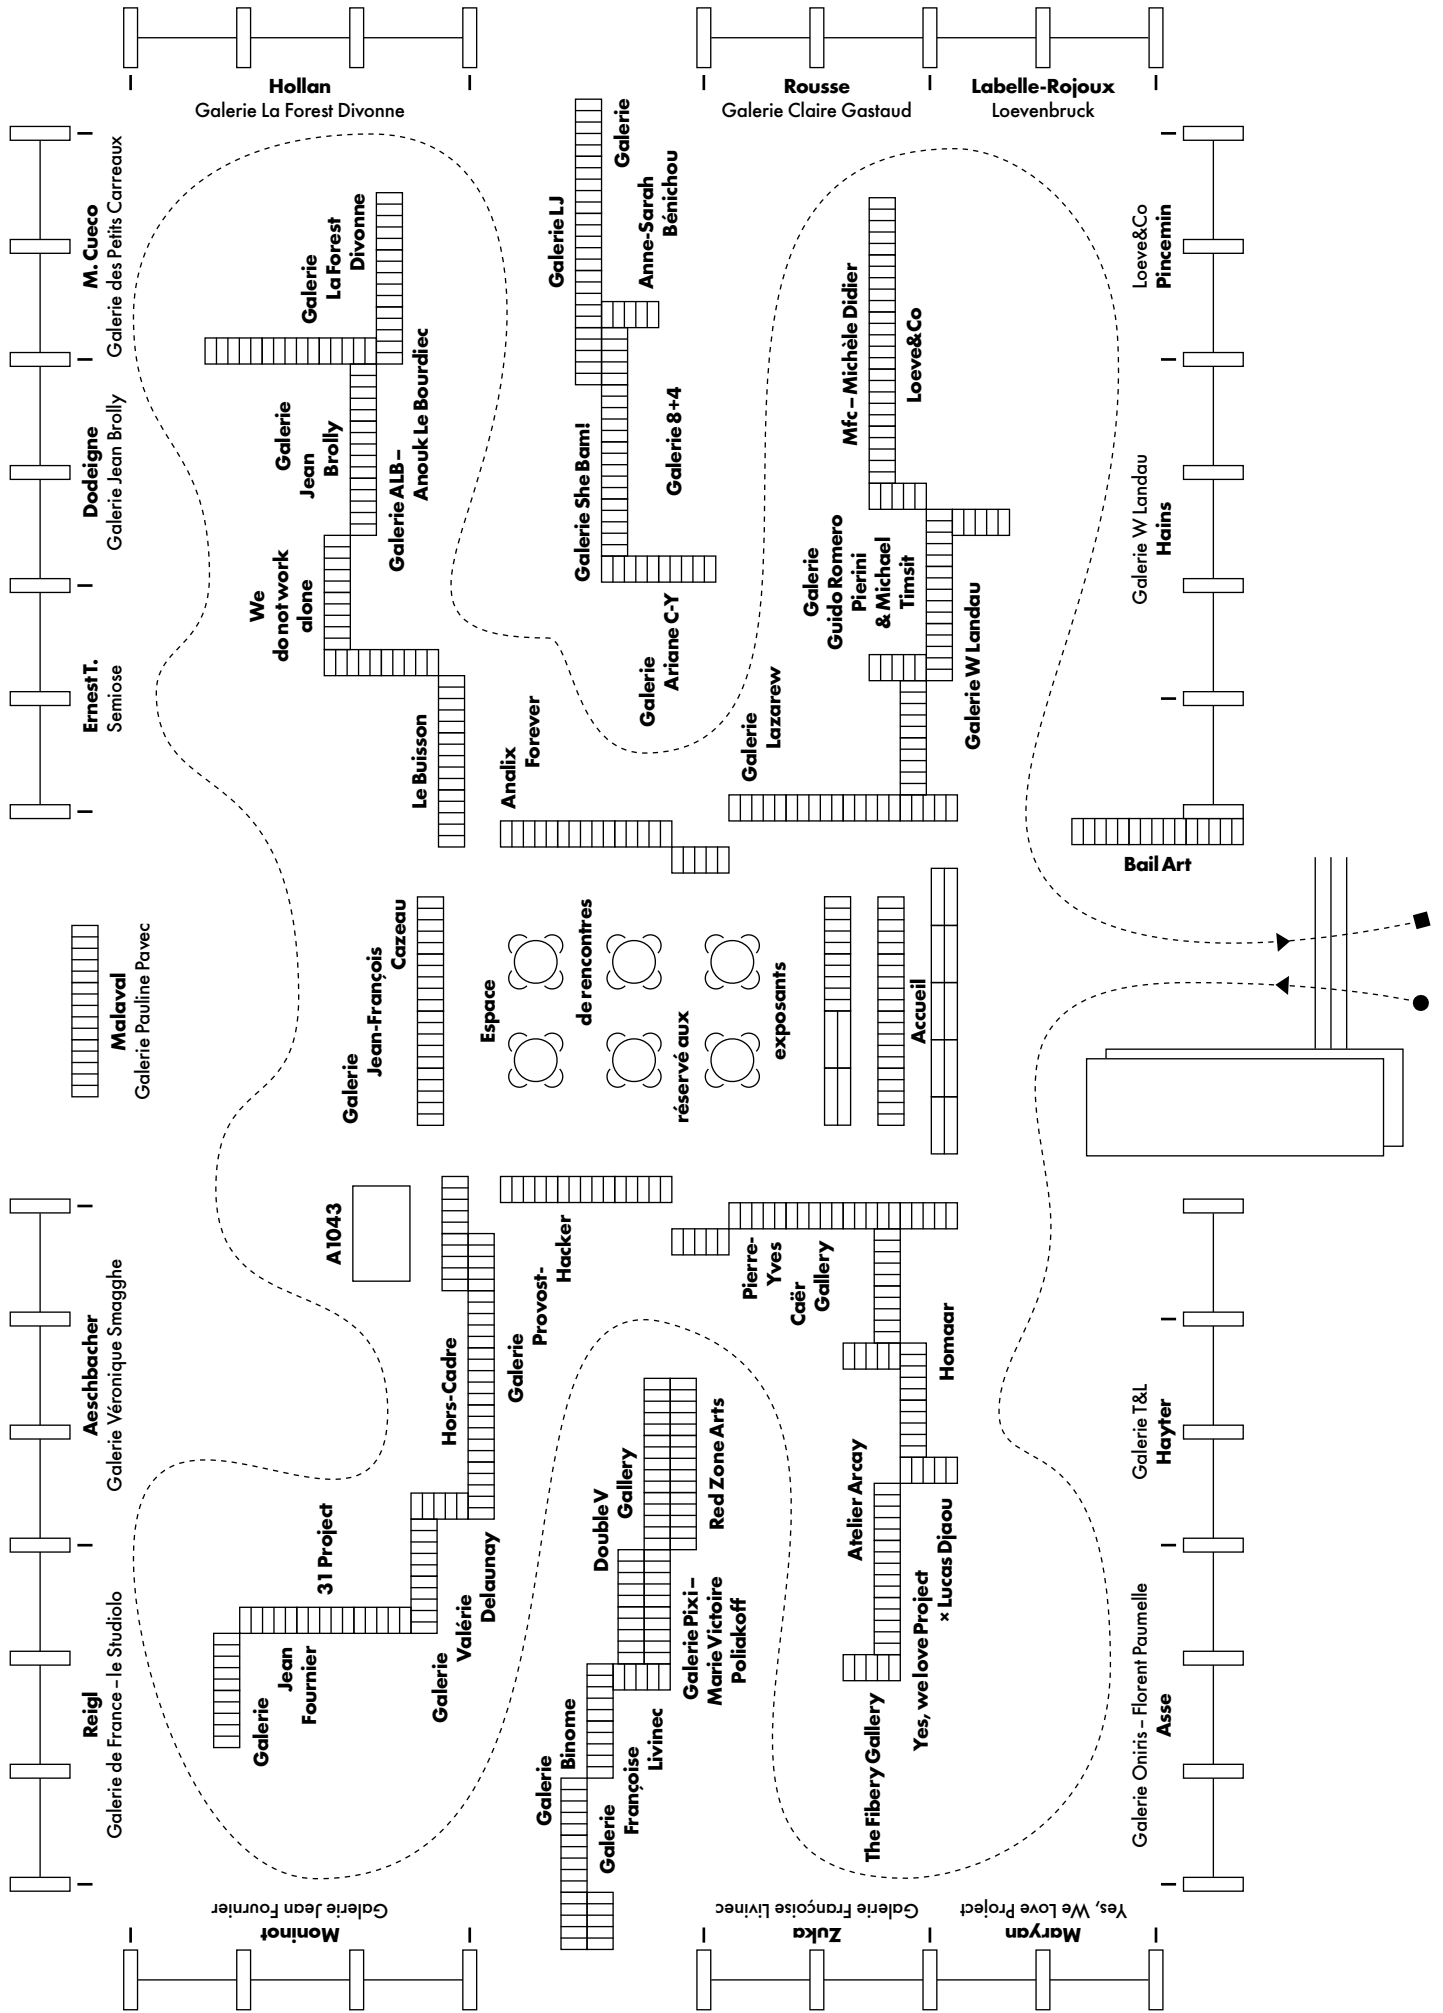 Hollan
Galerie La Forest Divonne
Rousse
Galerie Claire Gastaud
Labelle-Rojoux
Loevenbruck
M. Cueco
Galerie des Petits Carreaux
Dodeigne
Galerie Jean Brolly
Ernest T.
Semiose
Malaval
Galerie Pauline Pavec
Aeschbacher
Galerie Véronique Smagghe
Reigl
Galerie de France – le Studiolo
Galerie
La Forest
Divonne
Galerie
Jean
Brolly
Galerie ALB –
Anouk Le Bourdiec
We
do not work
alone
Le Buisson
Analix
Forever
Galerie LJ
Galerie
Anne-Sarah
Bénichou
Galerie She Bam!
Galerie 8+4
Galerie
Ariane C-Y
Galerie
Lazarew
Mfc – Michèle Didier
Loeve&Co
Galerie
Guido Romero
Pierini
& Michael
Timsit
Galerie W Landau
Loeve&Co
Pincemin
Galerie W Landau
Hains
Bail Art
Galerie
Jean-François
Cazeau
Espace
de rencontres
réservé aux
exposants
Accueil
A1043
Hors-Cadre
Galerie
Provost-
Hacker
Pierre-
Yves
Caër
Gallery
Homaar
31 Project
Galerie
Jean
Fournier
Galerie
Valérie
Delaunay
Double V
Gallery
Red Zone Arts
Galerie Pixi –
Marie Victoire
Poliakoff
Galerie
Binome
Galerie
Françoise
Livinec
Atelier Arcay
Yes, we love Project
× Lucas Djaou
The Fibery Gallery
Galerie T&L
Hayter
Galerie Oniris – Florent Paumelle
Asse
Moninot
Galerie Jean Fournier
Zuka
Galerie Françoise Livinec
Maryan
Yes, We Love Project